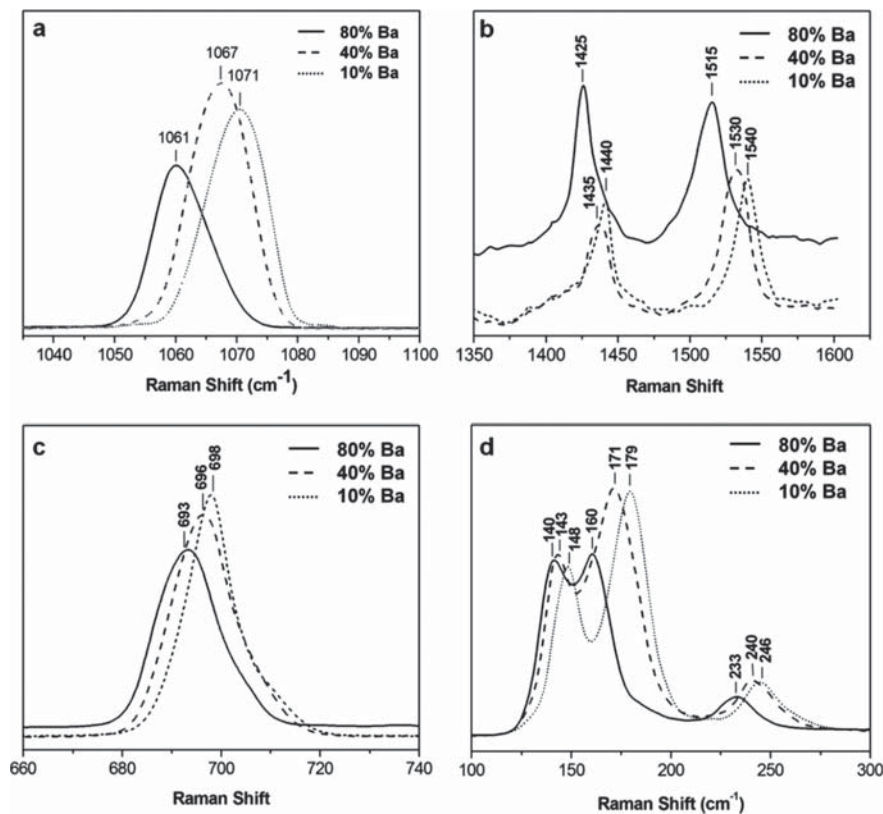 a
80% Ba
40% Ba
10% Ba
1067
1071
1061
1040 1050 1060 1070 1080 1090 1100
Raman Shift (cm-1)
b
80% Ba
40% Ba
10% Ba
1425
1515
1435
1440
1530
1540
1350 1400 1450 1500 1550 1600
Raman Shift
c
80% Ba
40% Ba
10% Ba
693
696
698
660 680 700 720 740
Raman Shift
d
80% Ba
40% Ba
10% Ba
140
143
148
160
171
179
233
240
246
100 150 200 250 300
Raman Shift (cm-1)